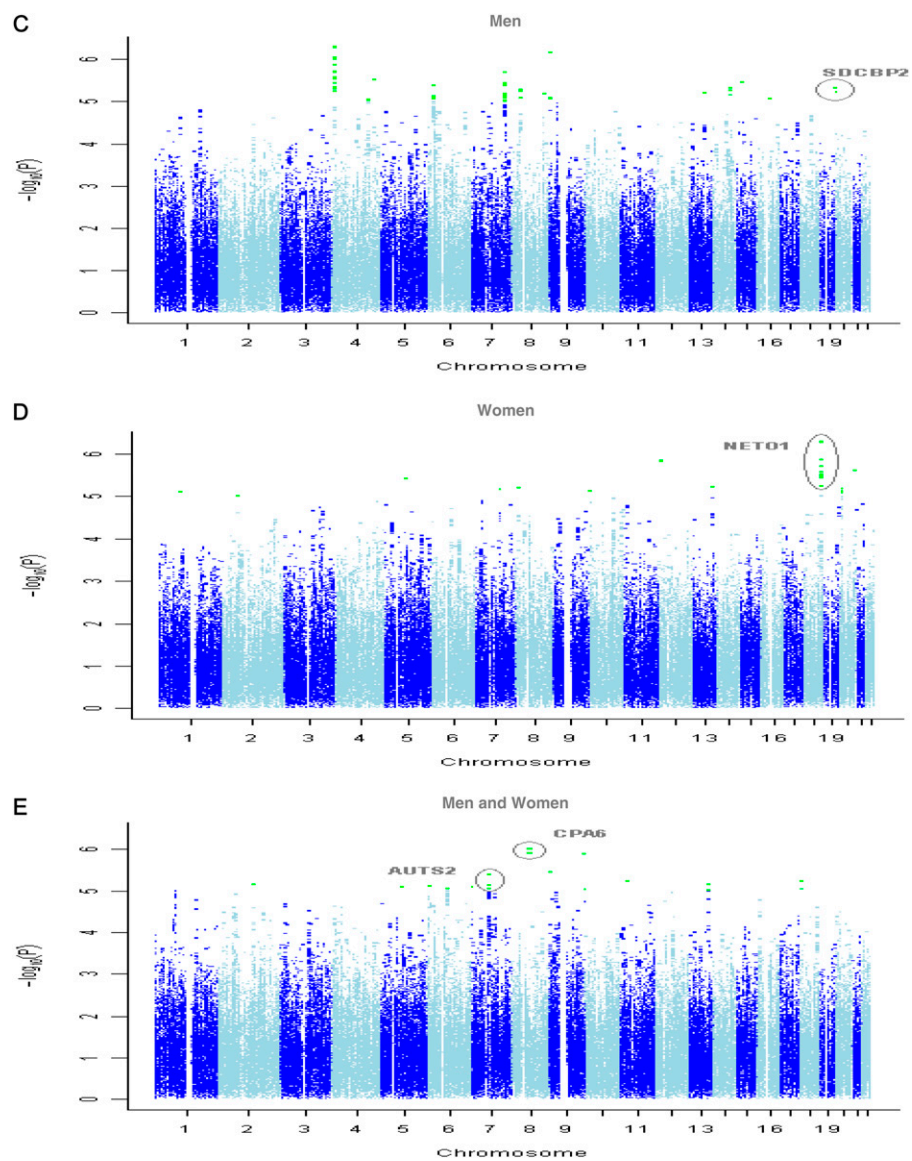 C
Men
SDCBP2
-log10(P)
0 1 2 3 4 5 6
1 2 3 4 5 6 7 8 9 11 13 16 19
Chromosome
D
Women
NETO1
-log10(P)
0 1 2 3 4 5 6
1 2 3 4 5 6 7 8 9 11 13 16 19
Chromosome
E
Men and Women
CPA6
AUTS2
-log10(P)
0 1 2 3 4 5 6
1 2 3 4 5 6 7 8 9 11 13 16 19
Chromosome